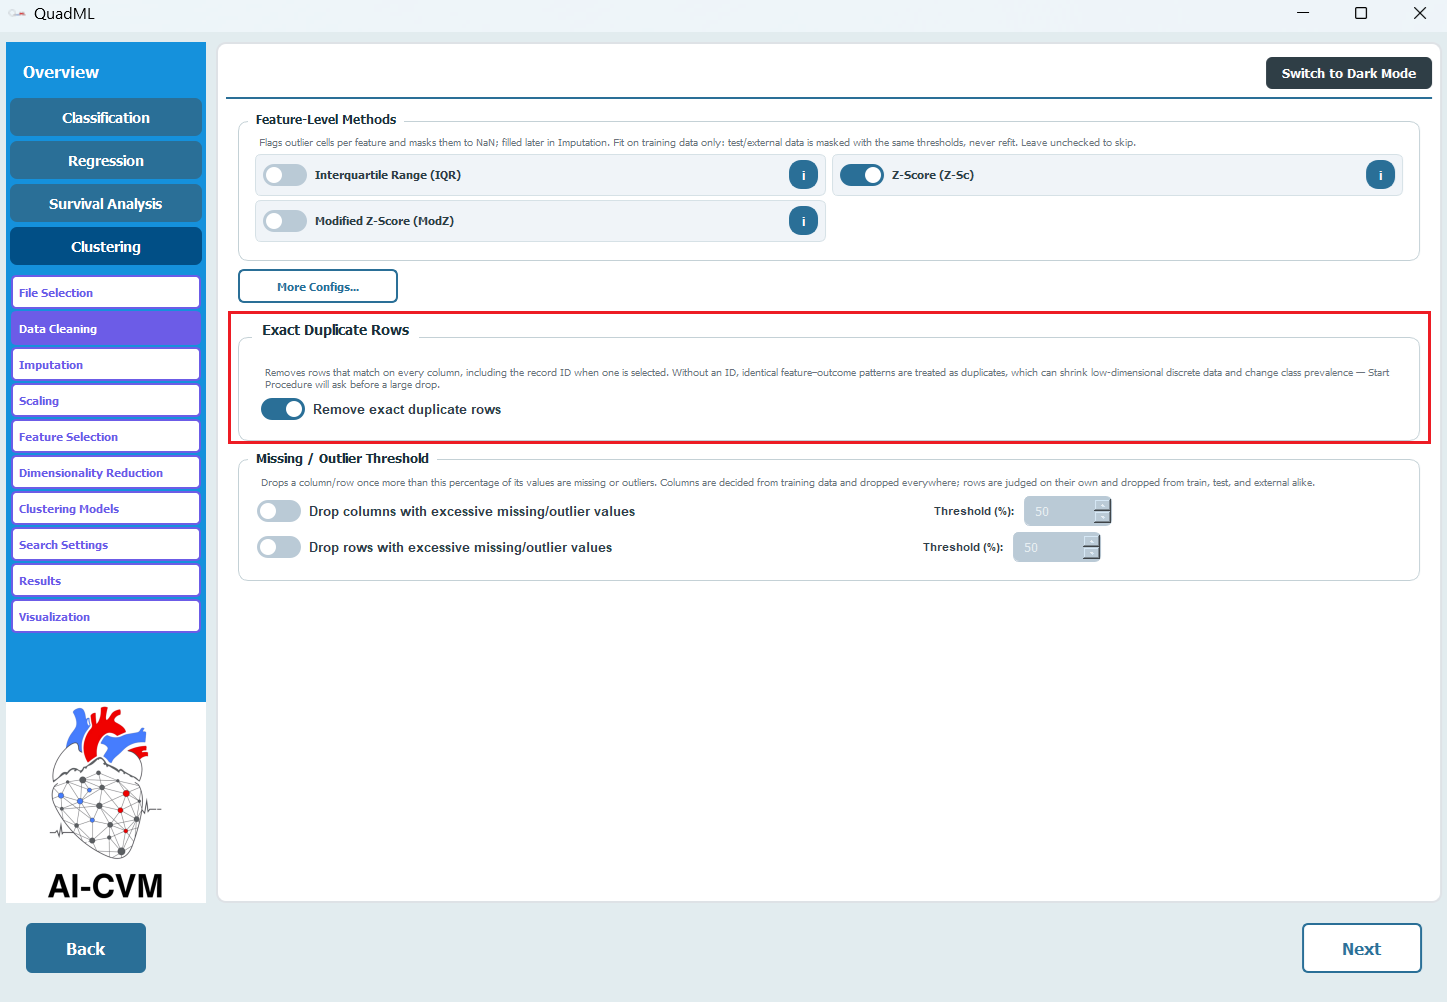 QuadML
Overview
Classification
Regression
Survival Analysis
Clustering
File Selection
Data Cleaning
Imputation
Scaling
Feature Selection
Dimensionality Reduction
Clustering Models
Search Settings
Results
Visualization
AI-CVM
Switch to Dark Mode
Feature-Level Methods
Flags outlier cells per feature and masks them to NaN; filled later in Imputation. Fit on training data only: test/external data is masked with the same thresholds, never refit. Leave unchecked to skip.
Interquartile Range (IQR) i
Z-Score (Z-Sc) i
Modified Z-Score (ModZ) i
More Configs...
Exact Duplicate Rows
Removes rows that match on every column, including the record ID when one is selected. Without an ID, identical feature–outcome patterns are treated as duplicates, which can shrink low-dimensional discrete data and change class prevalence — Start
Procedure will ask before a large drop.
Remove exact duplicate rows
Missing / Outlier Threshold
Drops a column/row once more than this percentage of its values are missing or outliers. Columns are decided from training data and dropped everywhere; rows are judged on their own and dropped from train, test, and external alike.
Drop columns with excessive missing/outlier values Threshold (%): 50
Drop rows with excessive missing/outlier values Threshold (%): 50
Back
Next